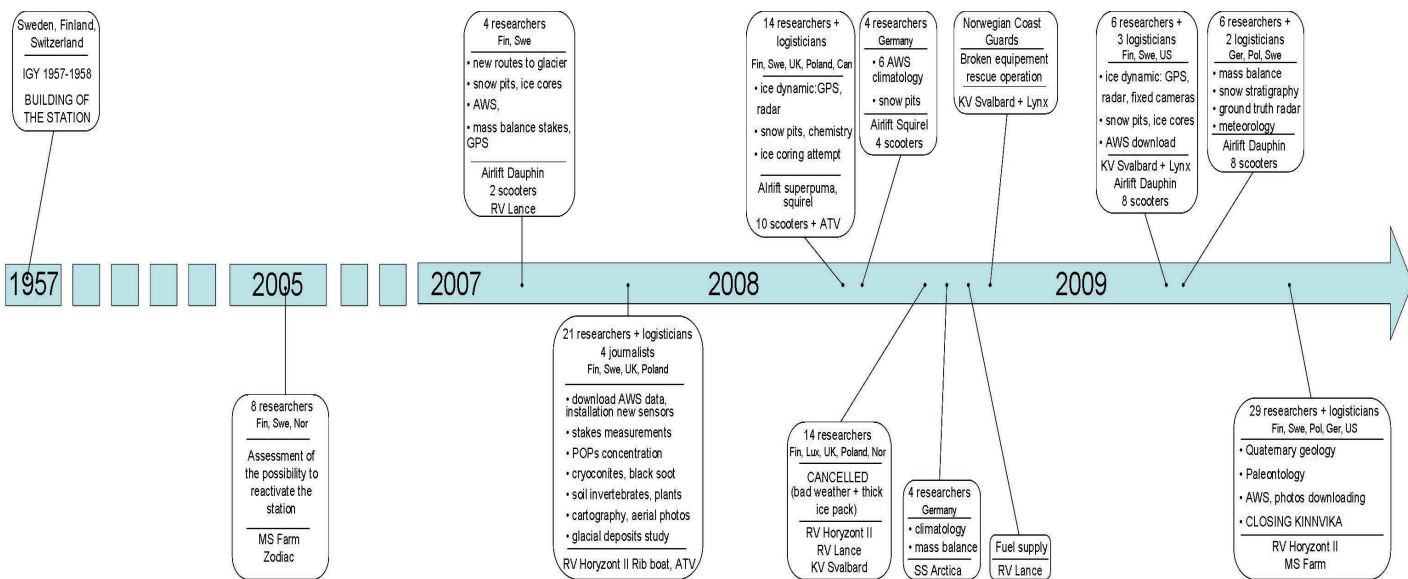 Sweden, Finland,
Switzerland
IGY 1957-1958
BUILDING OF
THE STATION
4 researchers
Fin, Swe
• new routes to glacier
• snow pits, ice cores
• AWS,
• mass balance stakes,
GPS
Airlift Dauphin
2 scooters
RV Lance
14 researchers +
logisticians
Fin, Swe, UK, Poland, Can
• ice dynamic: GPS,
radar
• snow pits, chemistry
• ice coring attempt
AIrlift superpuma,
squirel
10 scooters + ATV
4 researchers
Germany
• 6 AWS
climatology
• snow pits
Airlift Squirel
4 scooters
Norwegian Coast
Guards
Broken equipement
rescue operation
KV Svalbard + Lynx
6 researchers +
3 logisticians
Fin, Swe, US
• ice dynamic: GPS,
radar, fixed cameras
• snow pits, ice cores
• AWS download
KV Svalbard + Lynx
Airlift Dauphin
8 scooters
6 researchers +
2 logisticians
Ger, Pol, Swe
• mass balance
• snow stratigraphy
• ground truth radar
• meteorology
Airlift Dauphin
8 scooters
1957 2005 2007 2008 2009
8 researchers
Fin, Swe, Nor
Assessment of
the possibility to
reactivate the
station
MS Farm
Zodiac
21 researchers + logisticians
4 journalists
Fin, Swe, UK, Poland
• download AWS data,
installation new sensors
• stakes measurements
• POPs concentration
• cryoconites, black soot
• soil invertebrates, plants
• cartography, aerial photos
• glacial deposits study
RV Horyzont II Rib boat, ATV
14 researchers
Fin, Lux, UK, Poland, Nor
CANCELLED
(bad weather + thick
ice pack)
RV Horyzont II
RV Lance
KV Svalbard
4 researchers
Germany
• climatology
• mass balance
SS Arctica
Fuel supply
RV Lance
29 researchers + logisticians
Fin, Swe, Pol, Ger, US
• Quaternary geology
• Paleontology
• AWS, photos downloading
• CLOSING KINNVIKA
RV Horyzont II
MS Farm